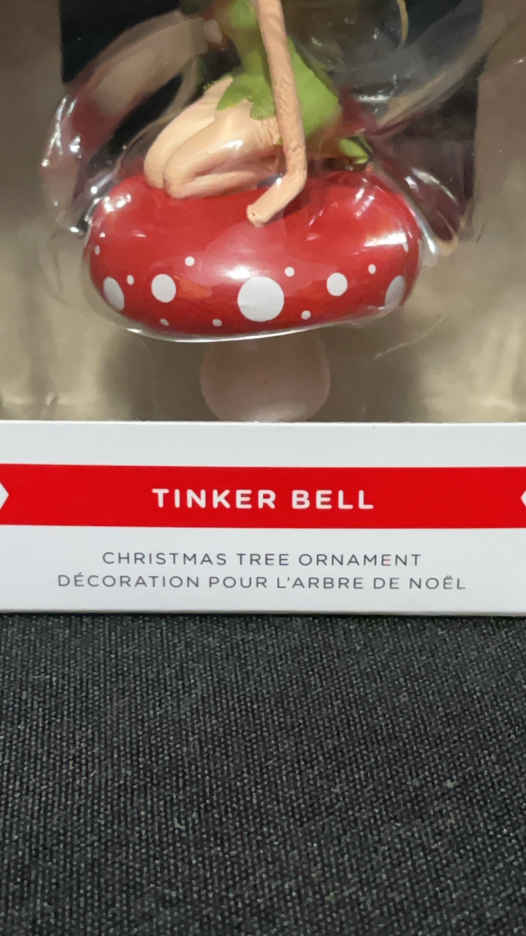 TINKER BELL
CHRISTMAS TREE ORNAMENT
DÉCORATION POUR L'ARBRE DE NOËL